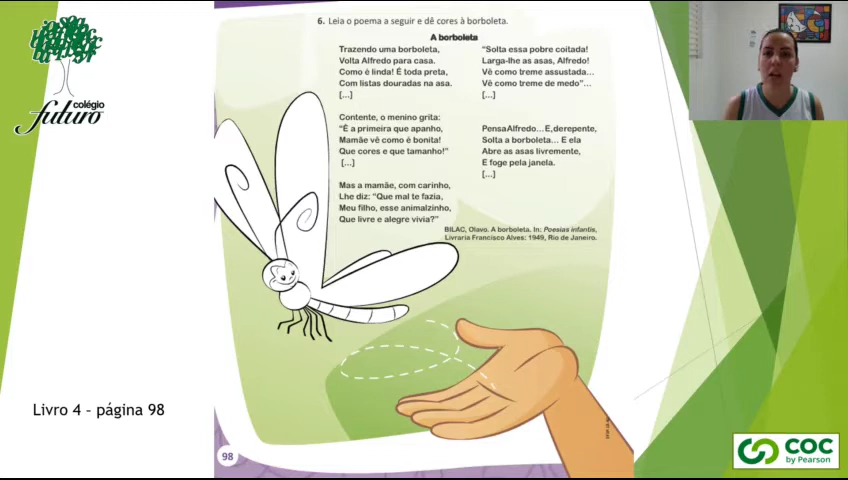 colégio
futuro
6. Leia o poema a seguir e dê cores à borboleta.
A borboleta
Trazendo uma borboleta,
Volta Alfredo para casa.
Como é linda! É toda preta,
Com listas douradas na asa.
[...]
Contente, o menino grita:
"É a primeira que apanho,
Mamãe vê como é bonita!
Que cores e que tamanho!"
[...]
Mas a mamãe, com carinho,
Lhe diz: "Que mal te fazia,
Meu filho, esse animalzinho,
Que livre e alegre vivia?"
"Solta essa pobre coitada!
Larga-lhe as asas, Alfredo!
Vê como treme assustada...
Vê como treme de medo"...
[...]
PensaAlfredo... E,derepente,
Solta a borboleta... E ela
Abre as asas livremente,
E foge pela janela.
[...]
BILAC, Olavo. A borboleta. In: Poesias infantis,
Livraria Francisco Alves: 1949, Rio de Janeiro.
Livro 4 – página 98
98
COC
by Pearson